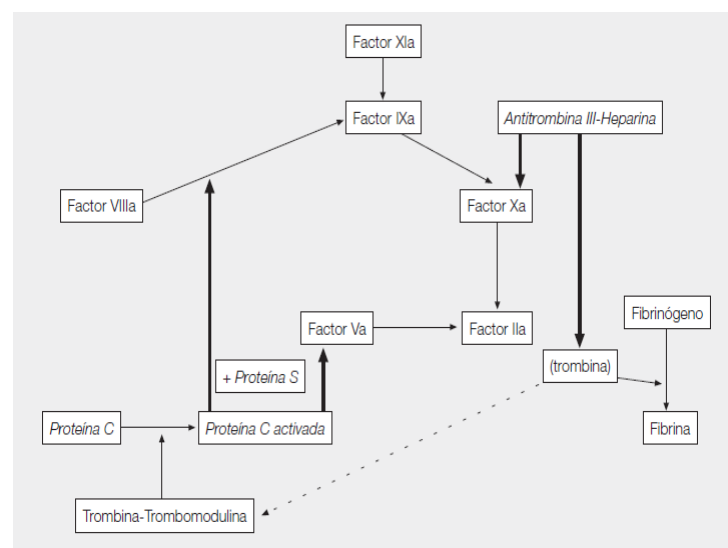 Factor XIa
Factor IXa
Antitrombina III-Heparina
Factor VIIIa
Factor Xa
Fibrinógeno
Factor Va
Factor IIa
(trombina)
+ Proteína S
Proteína C
Proteína C activada
Fibrina
Trombina-Trombomodulina